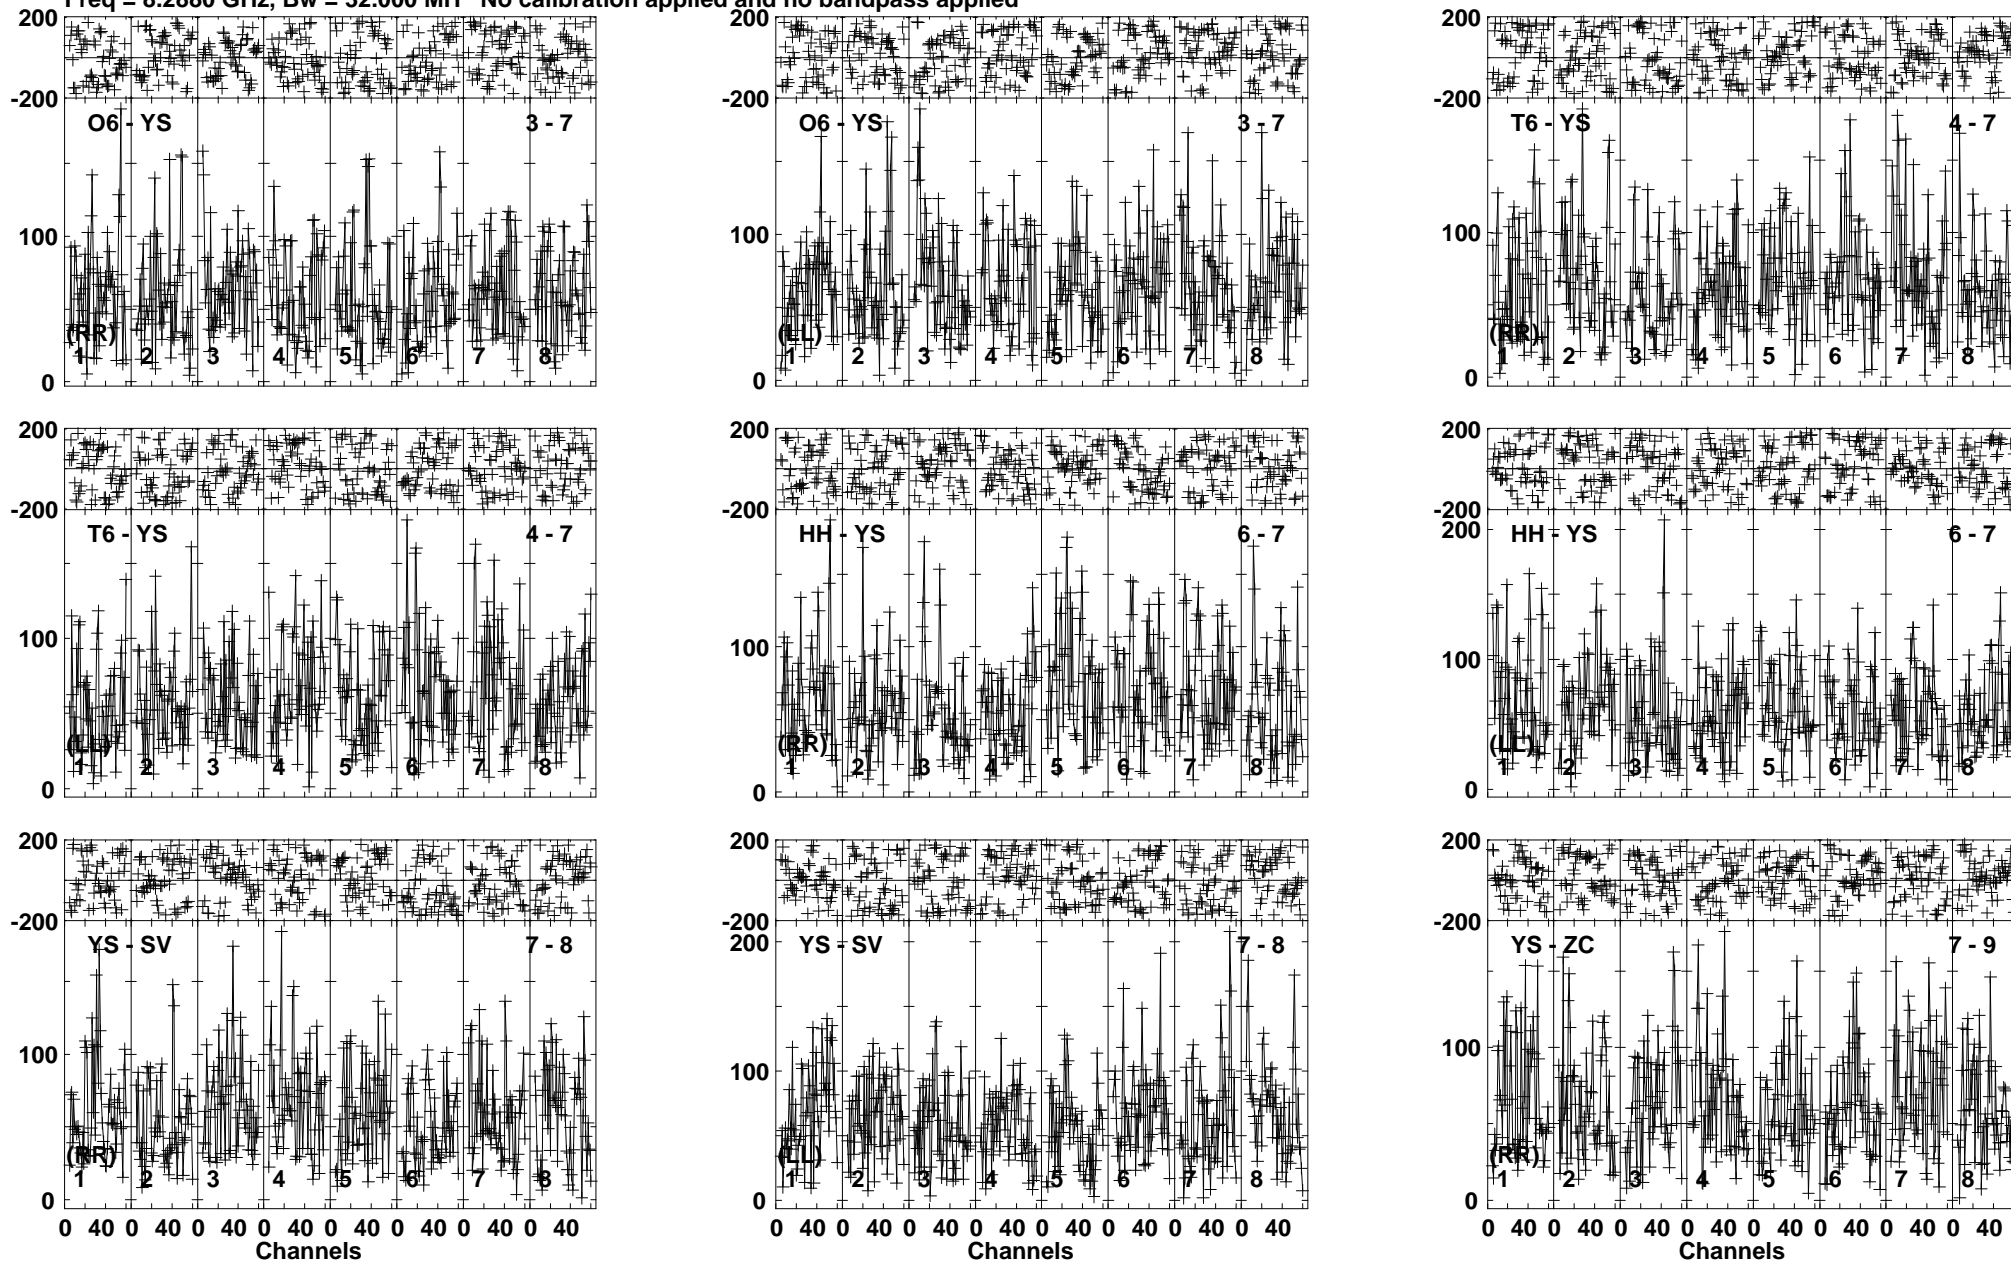 Freq = 8.2880 GHz, Bw = 32.000 MH No calibration applied and no bandpass applied
200 200 200
-200 -200 -200
O6 - YS 3 - 7 O6 - YS 3 - 7 T6 - YS 4 - 7
100 100 100
(RR) (LL) (RR)
1 2 3 4 5 6 7 8 1 2 3 4 5 6 7 8 1 2 3 4 5 6 7 8
0 0 0
200 200 200
-200 -200 -200
T6 - YS 4 - 7 HH - YS 6 - 7 HH - YS 6 - 7
200
100 100 100
(LL) (RR) (LL)
1 2 3 4 5 6 7 8 1 2 3 4 5 6 7 8 1 2 3 4 5 6 7 8
0 0 0
200 200 200
-200 -200 -200
YS - SV 7 - 8 YS - SV 7 - 8 YS - ZC 7 - 9
200
100 100 100
(RR) (LL) (RR)
1 2 3 4 5 6 7 8 1 2 3 4 5 6 7 8 1 2 3 4 5 6 7 8
0 0 0
0 40 0 40 0 40 0 40 0 40 0 40 0 40 0 40 0 40 0 40 0 40 0 40 0 40 0 40 0 40 0 40 0 40 0 40 0 40 0 40 0 40 0 40 0 40 0 40
Channels Channels Channels